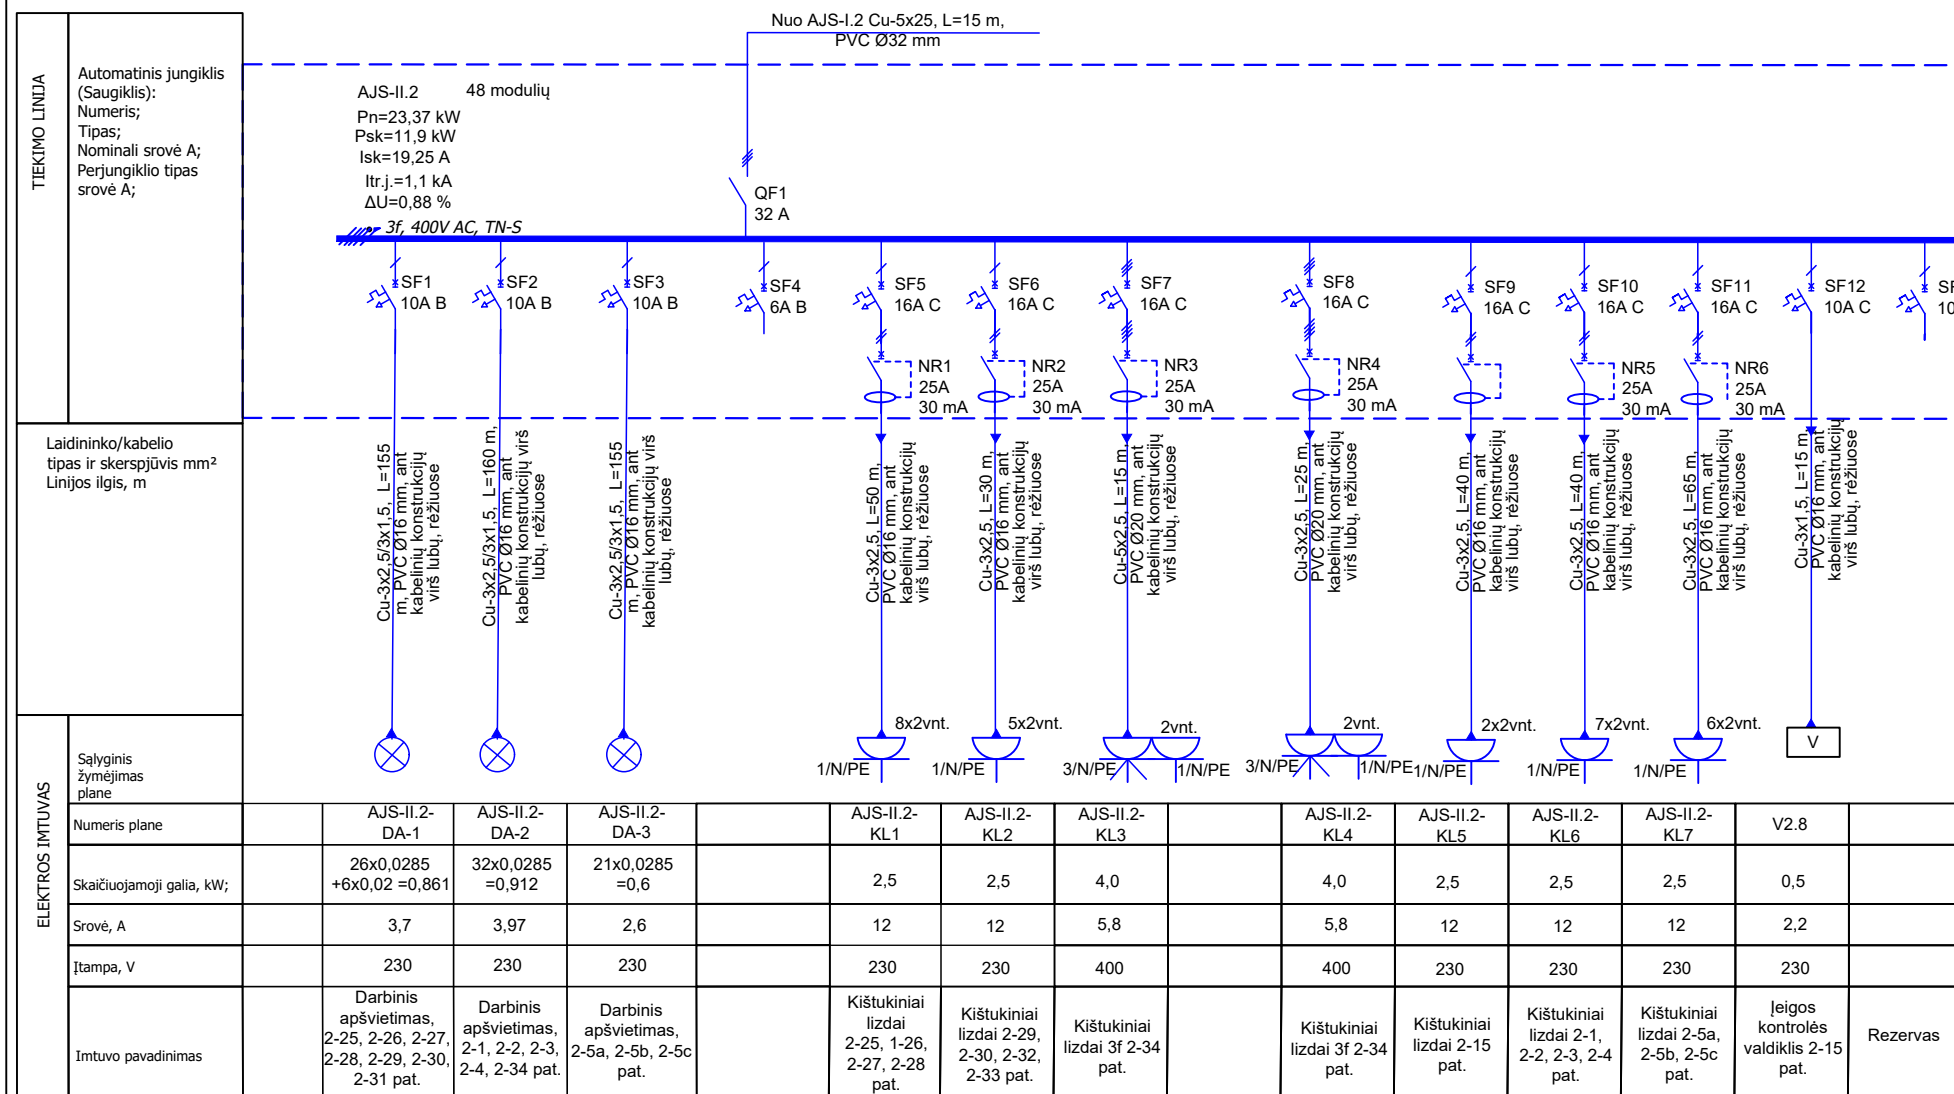 Nuo AJS-I.2 Cu-5x25, L=15 m,
PVC Ø32 mm
TIEKIMO LINIJA
Automatinis jungiklis
(Saugiklis):
Numeris;
Tipas;
Nominali srovė A;
Perjungiklio tipas
srovė A;
AJS-II.2 48 modulių
Pn=23,37 kW
Psk=11,9 kW
Isk=19,25 A
Itr.j.=1,1 kA
ΔU=0,88 %
3f, 400V AC, TN-S
QF1
32 A
SF1
10A B
SF2
10A B
SF3
10A B
SF4
6A B
SF5
16A C
SF6
16A C
SF7
16A C
SF8
16A C
SF9
16A C
SF10
16A C
SF11
16A C
SF12
10A C
SF
10
NR1
25A
30 mA
NR2
25A
30 mA
NR3
25A
30 mA
NR4
25A
30 mA
NR5
25A
30 mA
NR6
25A
30 mA
Laidininko/kabelio
tipas ir skerspjūvis mm²
Linijos ilgis, m
Cu-3x2,5/3x1,5, L=155
m, PVC Ø16 mm, ant
kabelinių konstrukcijų
virš lubų, rėžiuose
Cu-3x2,5/3x1,5, L=160 m,
PVC Ø16 mm, ant
kabelinių konstrukcijų virš
lubų, rėžiuose
Cu-3x2,5/3x1,5, L=155
m, PVC Ø16 mm, ant
kabelinių konstrukcijų virš
lubų, rėžiuose
Cu-3x2,5, L=50 m,
PVC Ø16 mm, ant
kabelinių konstrukcijų
virš lubų, rėžiuose
Cu-3x2,5, L=30 m,
PVC Ø16 mm, ant
kabelinių konstrukcijų
virš lubų, rėžiuose
Cu-5x2,5, L=15 m,
PVC Ø20 mm, ant
kabelinių konstrukcijų
virš lubų, rėžiuose
Cu-3x2,5, L=25 m,
PVC Ø20 mm, ant
kabelinių konstrukcijų
virš lubų, rėžiuose
Cu-3x2,5, L=40 m,
PVC Ø16 mm, ant
kabelinių konstrukcijų
virš lubų, rėžiuose
Cu-3x2,5, L=40 m,
PVC Ø16 mm, ant
kabelinių konstrukcijų
virš lubų, rėžiuose
Cu-3x2,5, L=65 m,
PVC Ø16 mm, ant
kabelinių konstrukcijų
virš lubų, rėžiuose
Cu-3x1,5, L=15 m,
PVC Ø16 mm, ant
kabelinių konstrukcijų
virš lubų, rėžiuose
ELEKTROS IMTUVAS
Sąlyginis
žymėjimas
plane
8x2vnt.
1/N/PE
5x2vnt.
1/N/PE
2vnt.
3/N/PE 1/N/PE
2vnt.
3/N/PE 1/N/PE
2x2vnt.
1/N/PE
7x2vnt.
1/N/PE
6x2vnt.
1/N/PE
V
Numeris plane
AJS-II.2-
DA-1
AJS-II.2-
DA-2
AJS-II.2-
DA-3
AJS-II.2-
KL1
AJS-II.2-
KL2
AJS-II.2-
KL3
AJS-II.2-
KL4
AJS-II.2-
KL5
AJS-II.2-
KL6
AJS-II.2-
KL7
V2.8
Skaičiuojamoji galia, kW;
26x0,0285
+6x0,02 =0,861
32x0,0285
=0,912
21x0,0285
=0,6
2,5 2,5 4,0 4,0 2,5 2,5 2,5 0,5
Srovė, A 3,7 3,97 2,6 12 12 5,8 5,8 12 12 12 2,2
Įtampa, V 230 230 230 230 230 400 400 230 230 230 230
Imtuvo pavadinimas
Darbinis
apšvietimas,
2-25, 2-26, 2-27,
2-28, 2-29, 2-30,
2-31 pat.
Darbinis
apšvietimas,
2-1, 2-2, 2-3,
2-4, 2-34 pat.
Darbinis
apšvietimas,
2-5a, 2-5b, 2-5c
pat.
Kištukiniai
lizdai
2-25, 1-26,
2-27, 2-28
pat.
Kištukiniai
lizdai 2-29,
2-30, 2-32,
2-33 pat.
Kištukiniai
lizdai 3f 2-34
pat.
Kištukiniai
lizdai 3f 2-34
pat.
Kištukiniai
lizdai 2-15
pat.
Kištukiniai
lizdai 2-1,
2-2, 2-3, 2-4
pat.
Kištukiniai
lizdai 2-5a,
2-5b, 2-5c
pat.
Įeigos
kontrolės
valdiklis 2-15
pat.
Rezervas